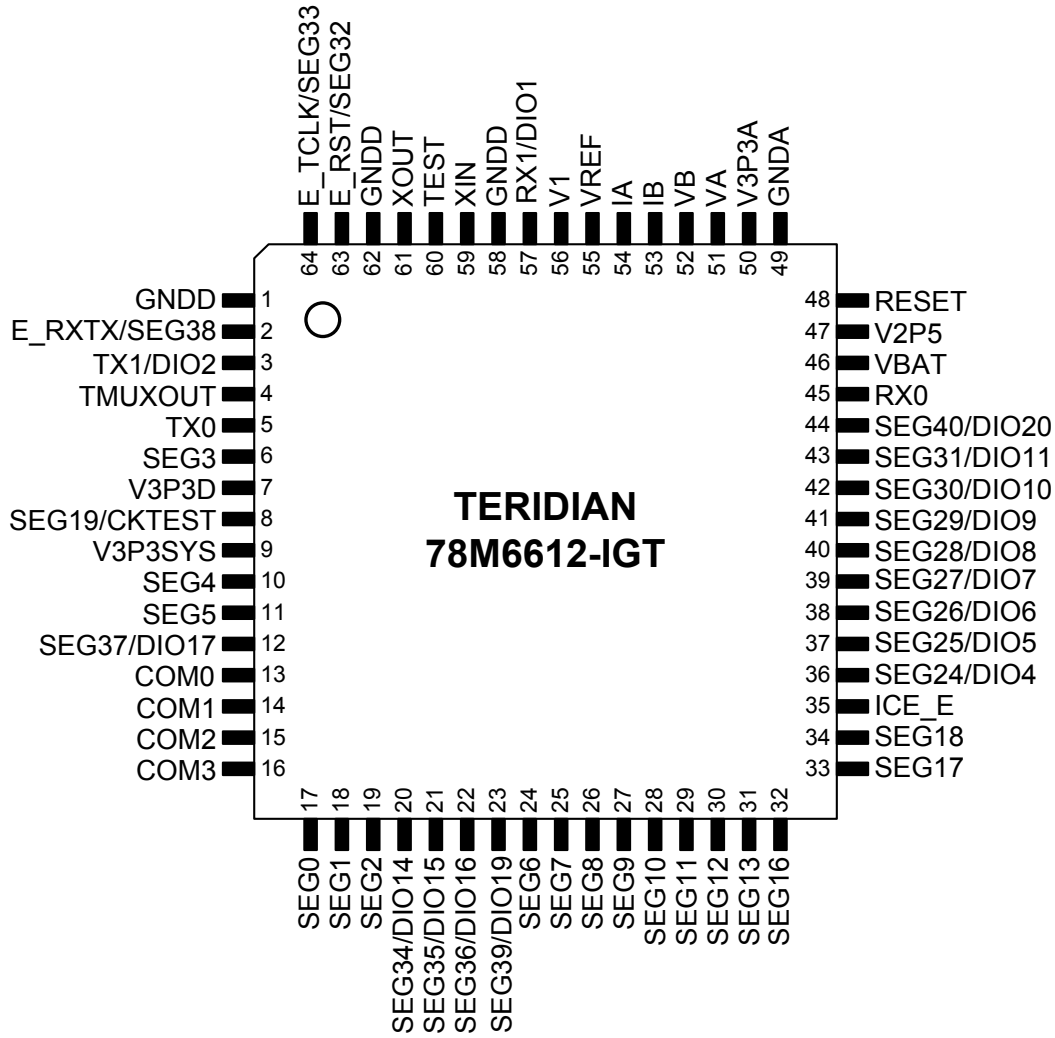 E_TCLK/SEG33
E_RST/SEG32
GNDD
XOUT
TEST
XIN
GNDD
RX1/DIO1
V1
VREF
IA
IB
VB
VA
V3P3A
GNDA
64
63
62
61
60
59
58
57
56
55
54
53
52
51
50
49
GNDD 1
E_RXTX/SEG38 2
TX1/DIO2 3
TMUXOUT 4
TX0 5
SEG3 6
V3P3D 7
SEG19/CKTEST 8
V3P3SYS 9
SEG4 10
SEG5 11
SEG37/DIO17 12
COM0 13
COM1 14
COM2 15
COM3 16
TERIDIAN
78M6612-IGT
48 RESET
47 V2P5
46 VBAT
45 RX0
44 SEG40/DIO20
43 SEG31/DIO11
42 SEG30/DIO10
41 SEG29/DIO9
40 SEG28/DIO8
39 SEG27/DIO7
38 SEG26/DIO6
37 SEG25/DIO5
36 SEG24/DIO4
35 ICE_E
34 SEG18
33 SEG17
17
18
19
20
21
22
23
24
25
26
27
28
29
30
31
32
SEG0
SEG1
SEG2
SEG34/DIO14
SEG35/DIO15
SEG36/DIO16
SEG39/DIO19
SEG6
SEG7
SEG8
SEG9
SEG10
SEG11
SEG12
SEG13
SEG16